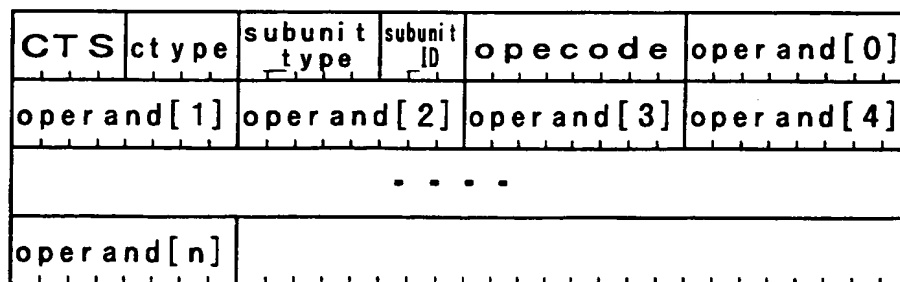 CTS ctype subunit type subunit ID opecode operand[0]
operand[1] operand[2] operand[3] operand[4]
....
operand[n]